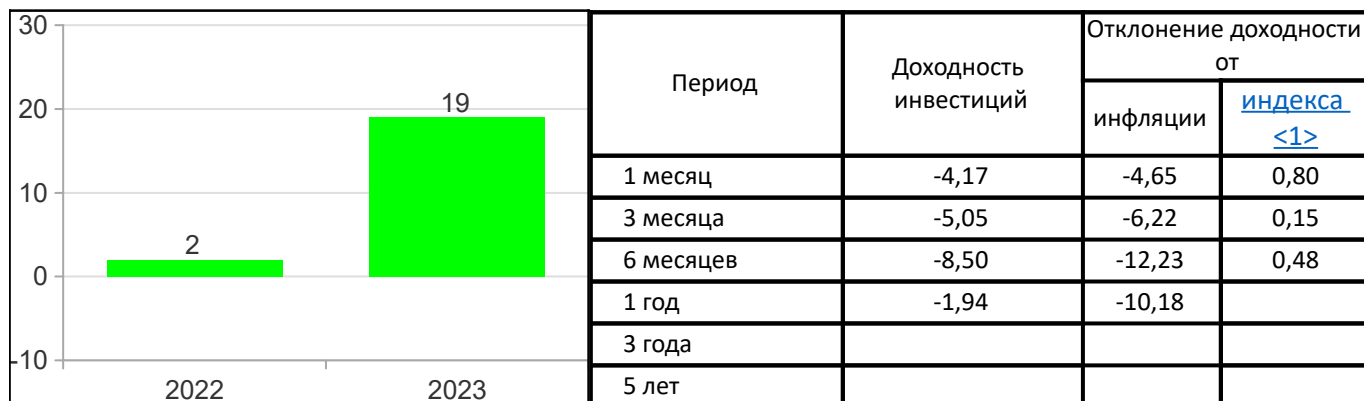 30
20
10
0
-10
2
19
2022
2023
Период
Доходность
инвестиций
Отклонение доходности
от
инфляции
индекса
<1>
1 месяц -4,17 -4,65 0,80
3 месяца -5,05 -6,22 0,15
6 месяцев -8,50 -12,23 0,48
1 год -1,94 -10,18
3 года
5 лет